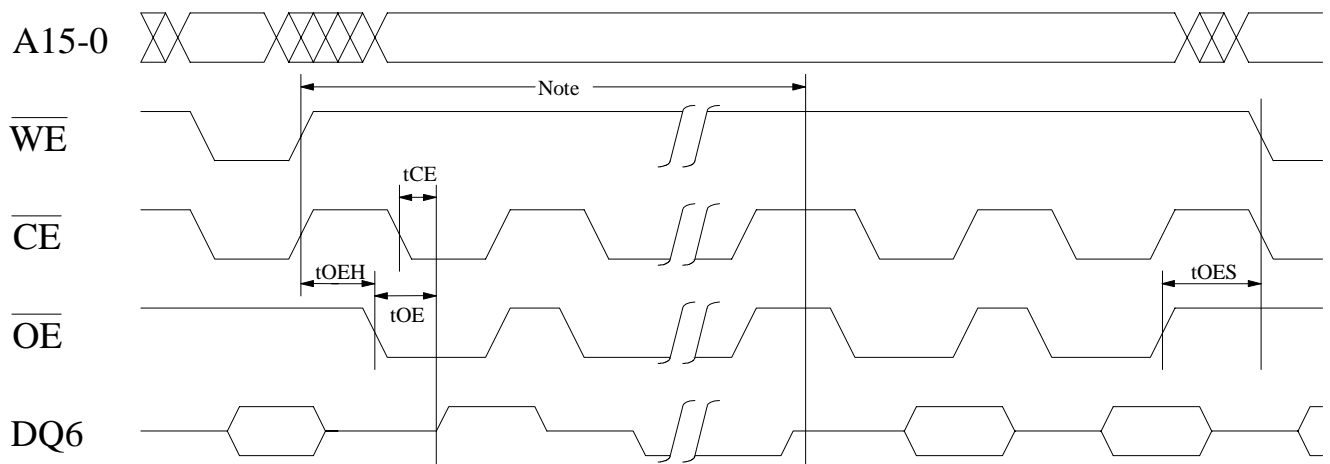 A15-0
Note
WE
tCE
CE
tOEH
tOES
tOE
OE
DQ6